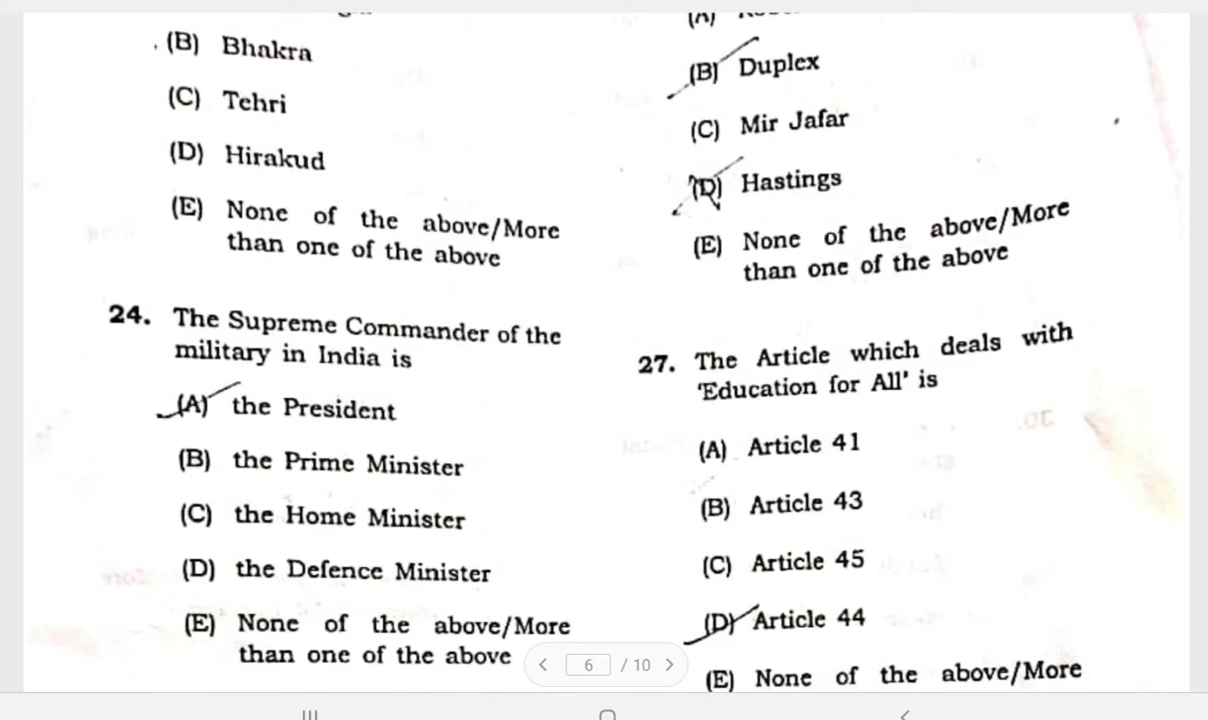 (B) Bhakra
(C) Tehri
(D) Hirakud
(E) None of the above/More
than one of the above
24. The Supreme Commander of the
military in India is
(A) the President
(B) the Prime Minister
(C) the Home Minister
(D) the Defence Minister
(E) None of the above/More
than one of the above
(A)
(B) Duplex
(C) Mir Jafar
(D) Hastings
(E) None of the above/More
than one of the above
27. The Article which deals with
'Education for All' is
(A) Article 41
(B) Article 43
(C) Article 45
(D) Article 44
(E) None of the above/More
6 / 10